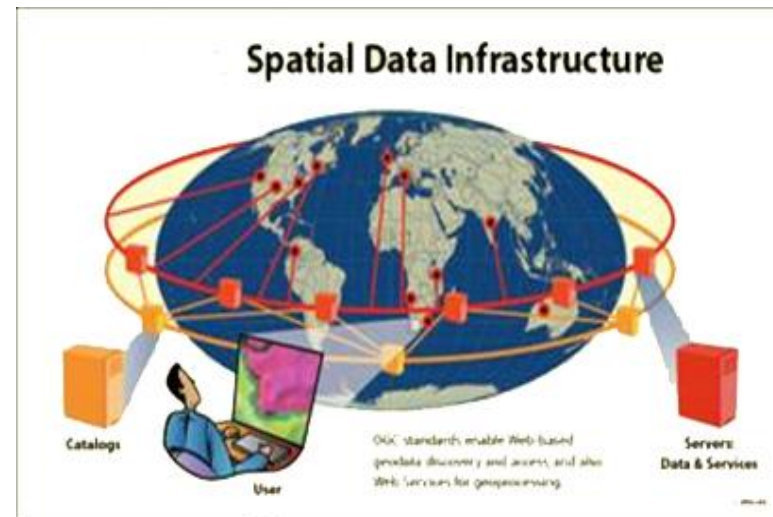 Spatial Data Infrastructure
Catalogs
User
OGC standards enable Web-based
geodata discovery and access, and also
Web Services for geoprocessing.
Servers:
Data & Services